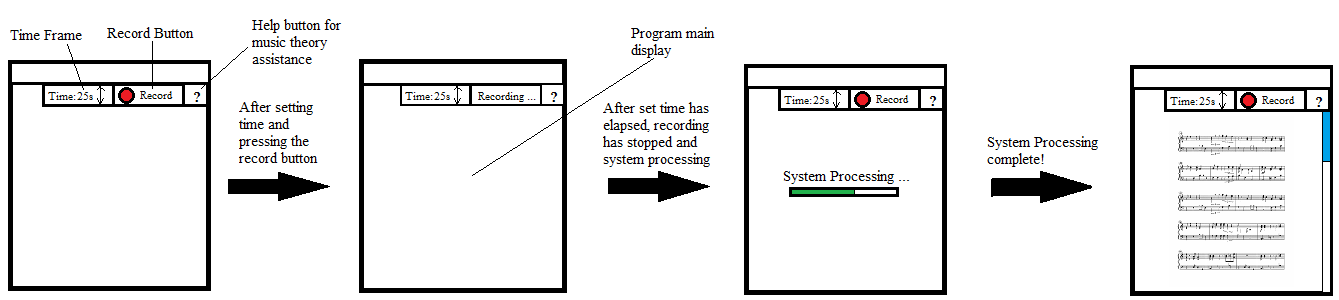 Time Frame
Record Button
Help button for
music theory
assistance
Time:25s
Record
?
After setting
time and
pressing the
record button
Time:25s
Recording ...
?
Program main
display
After set time has
elapsed, recording
has stopped and
system processing
Time:25s
Record
?
System Processing ...
System Processing
complete!
Time:25s
Record
?